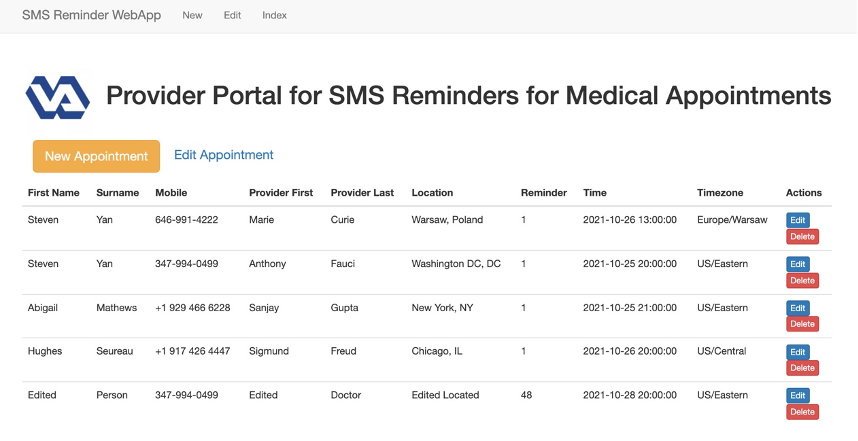 SMS Reminder WebApp New Edit Index
VA Provider Portal for SMS Reminders for Medical Appointments
New Appointment Edit Appointment
First Name Surname Mobile Provider First Provider Last Location Reminder Time Timezone Actions
Steven Yan 646-991-4222 Marie Curie Warsaw, Poland 1 2021-10-26 13:00:00 Europe/Warsaw Edit
Delete
Steven Yan 347-994-0499 Anthony Fauci Washington DC, DC 1 2021-10-25 20:00:00 US/Eastern Edit
Delete
Abigail Mathews +1 929 466 6228 Sanjay Gupta New York, NY 1 2021-10-25 21:00:00 US/Eastern Edit
Delete
Hughes Seureau +1 917 426 4447 Sigmund Freud Chicago, IL 1 2021-10-26 20:00:00 US/Central Edit
Delete
Edited Person 347-994-0499 Edited Doctor Edited Located 48 2021-10-28 20:00:00 US/Eastern Edit
Delete